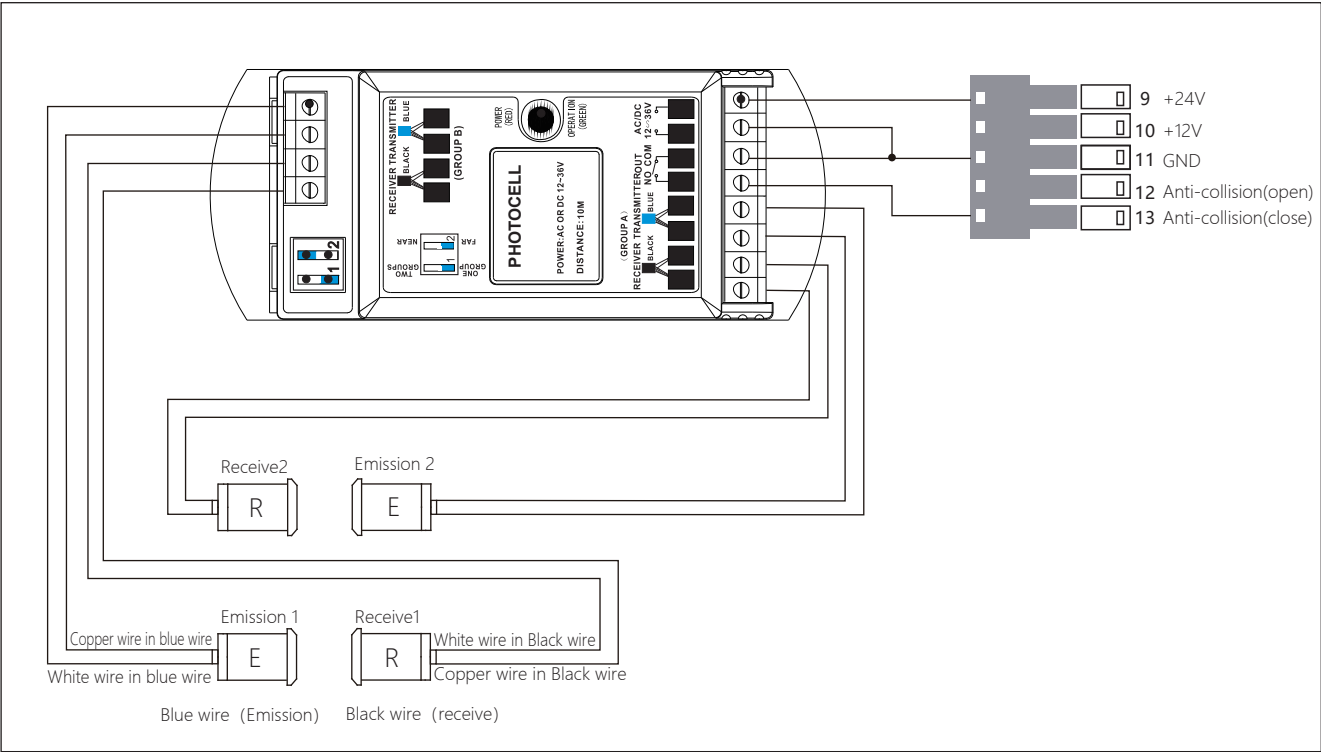 RECEIVER TRANSMITTER
BLACK BLUE
(GROUP B)
POWER
(RED)
OPERATION
(GREEN)
AC/DC
12~36V
NO COM
OUT
RECEIVER TRANSMITTER
BLACK BLUE
(GROUP A)
NEAR
FAR
2
TWO
GROUPS
ONE
GROUP
1
2
1
PHOTOCELL
POWER:AC OR DC 12~36V
DISTANCE:10M
9 +24V
10 +12V
11 GND
12 Anti-collision(open)
13 Anti-collision(close)
Receive2
Emission 2
R
E
Emission 1
Receive1
Copper wire in blue wire
White wire in blue wire
E
R
White wire in Black wire
Copper wire in Black wire
Blue wire (Emission)
Black wire (receive)